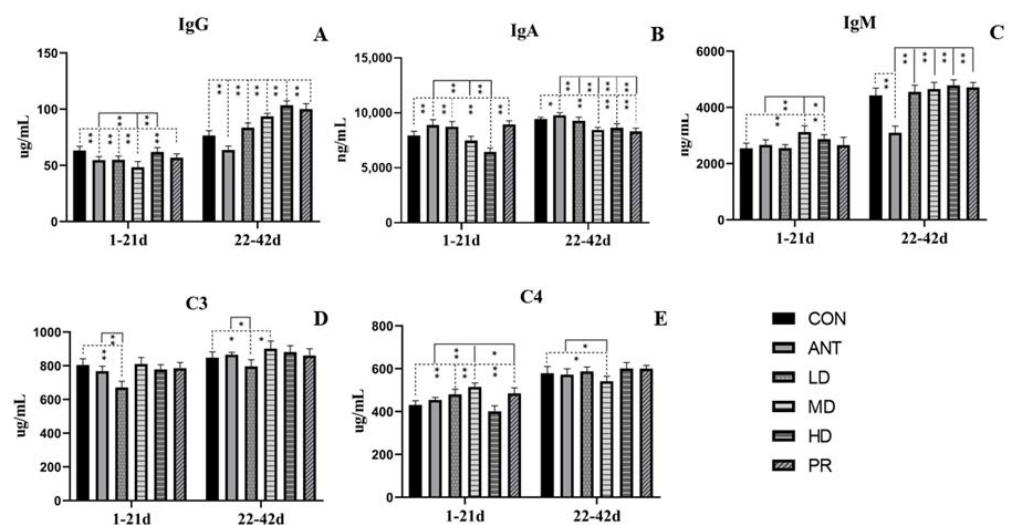 IgG
A
150
100
50
0
ug/mL
** ** ** ** ** ** **
** ** ** ** **
1-21d
22-42d
IgA
B
15,000
10,000
5,000
0
ng/mL
1-21d
22-42d
IgM
C
6000
4000
2000
0
ng/mL
1-21d
22-42d
C3
D
1000
800
600
400
200
0
ug/mL
1-21d
22-42d
C4
E
800
600
400
200
0
ug/mL
1-21d
22-42d
CON
ANT
LD
MD
HD
PR